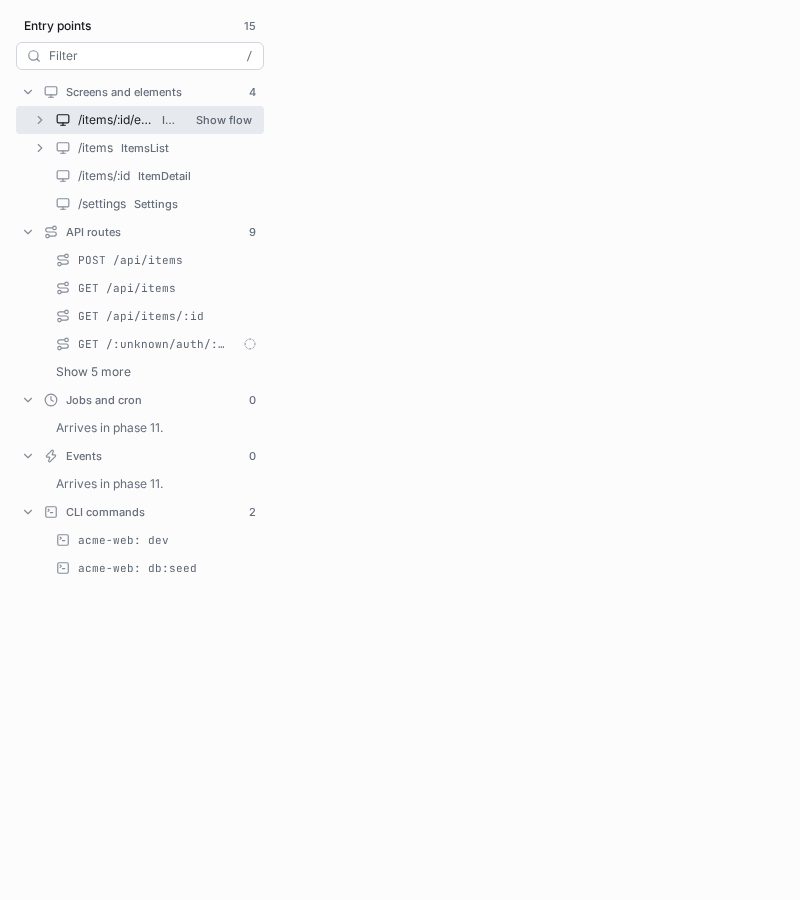 Entry points 15
Filter /
Screens and elements 4
/items/:id/e… I… Show flow
/items ItemsList
/items/:id ItemDetail
/settings Settings
API routes 9
POST /api/items
GET /api/items
GET /api/items/:id
GET /:unknown/auth/:…
Show 5 more
Jobs and cron 0
Arrives in phase 11.
Events 0
Arrives in phase 11.
CLI commands 2
acme-web: dev
acme-web: db:seed